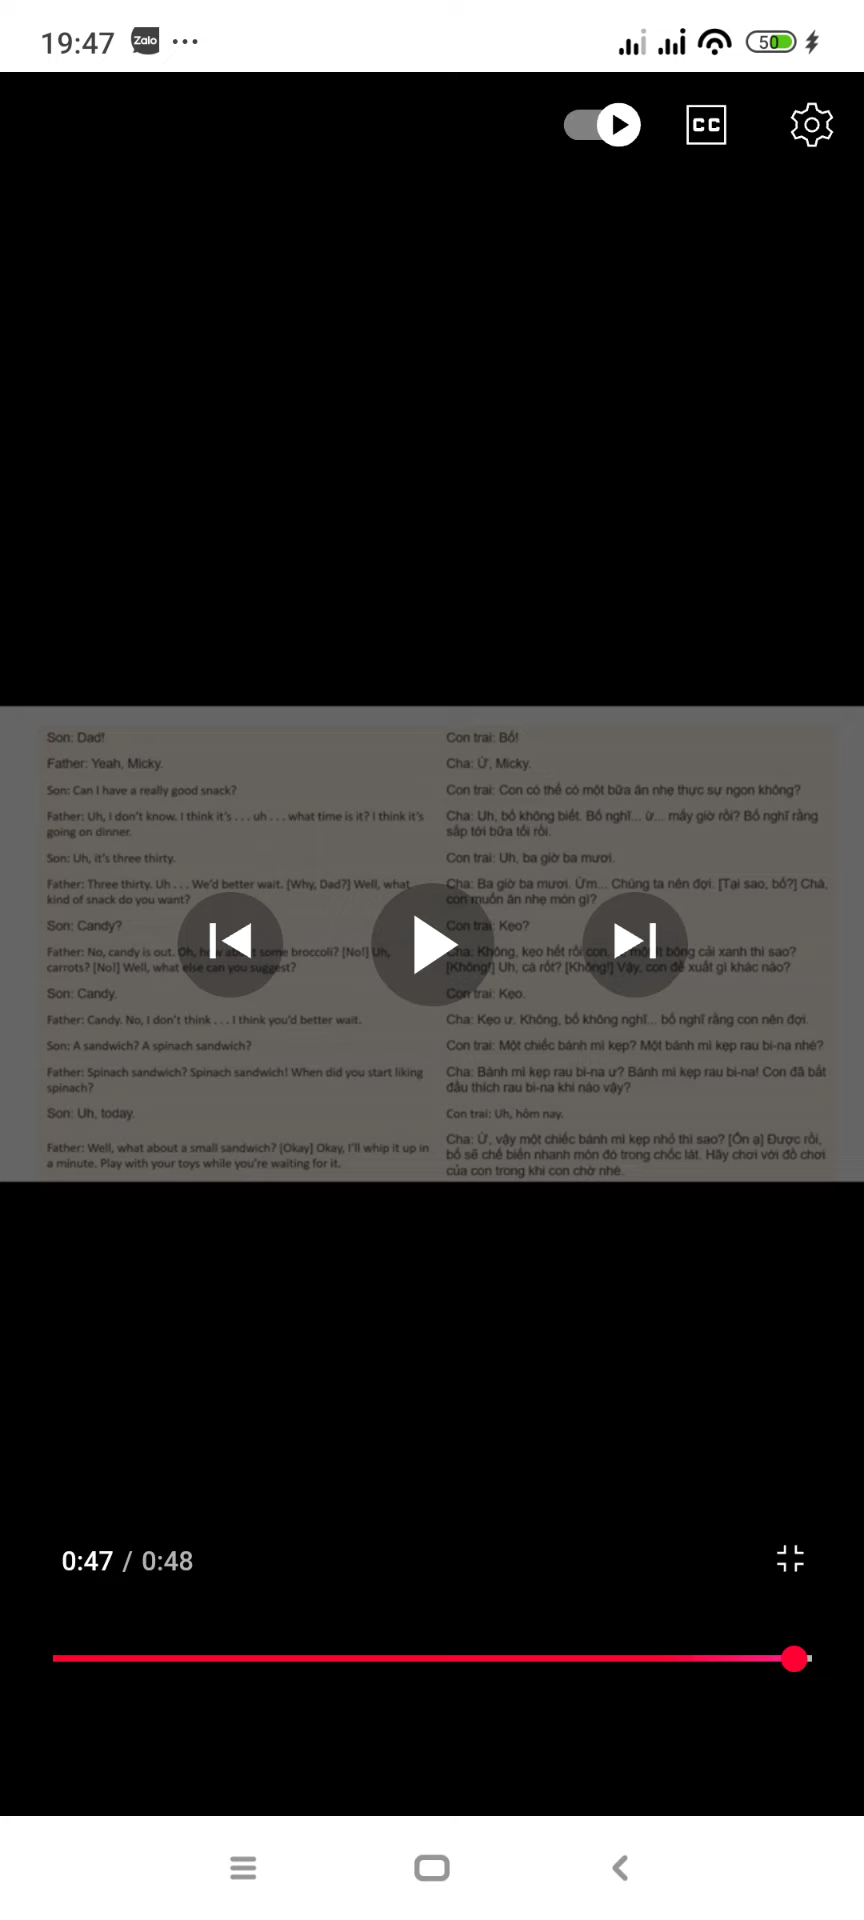 19:47
Zalo
50
CC
Son: Dad!
Con trai: Bố!
Father: Yeah, Micky.
Cha: Ừ, Micky.
Son: Can I have a really good snack?
Con trai: Con có thể có một bữa ăn nhẹ thực sự ngon không?
Father: Uh, I don't know. I think it's . . . uh . . . what time is it? I think it's
going on dinner.
Cha: Uh, bố không biết. Bố nghĩ... ừ... mấy giờ rồi? Bố nghĩ rằng
sắp tới bữa tối rồi.
Son: Uh, it's three thirty.
Con trai: Uh, ba giờ ba mươi.
Father: Three thirty. Uh . . . We'd better wait. [Why, Dad?] Well, what
kind of snack do you want?
Cha: Ba giờ ba mươi. Ừm... Chúng ta nên đợi. [Tại sao, bố?] Chà,
con muốn ăn nhẹ món gì?
Son: Candy?
Con trai: Kẹo?
Father: No, candy is out. Oh, how about some broccoli? [No!] Uh,
carrots? [No!] Well, what else can you suggest?
Cha: Không, kẹo hết rồi con. một ít bông cải xanh thì sao?
[Không!] Uh, cà rốt? [Không!] Vậy, con đề xuất gì khác nào?
Son: Candy.
Con trai: Kẹo.
Father: Candy. No, I don't think . . . I think you'd better wait.
Cha: Kẹo ư. Không, bố không nghĩ... bố nghĩ rằng con nên đợi.
Son: A sandwich? A spinach sandwich?
Con trai: Một chiếc bánh mì kẹp? Một bánh mì kẹp rau bi-na nhé?
Father: Spinach sandwich? Spinach sandwich! When did you start liking
spinach?
Cha: Bánh mì kẹp rau bi-na ư? Bánh mì kẹp rau bi-na! Con đã bắt
đầu thích rau bi-na khi nào vậy?
Son: Uh, today.
Con trai: Uh, hôm nay.
Father: Well, what about a small sandwich? [Okay] Okay, I'll whip it up in
a minute. Play with your toys while you're waiting for it.
Cha: Ừ, vậy một chiếc bánh mì kẹp nhỏ thì sao? [Ổn ạ] Được rồi,
bố sẽ chế biến nhanh món đó trong chốc lát. Hãy chơi với đồ chơi
của con trong khi con chờ nhé.
0:47 / 0:48